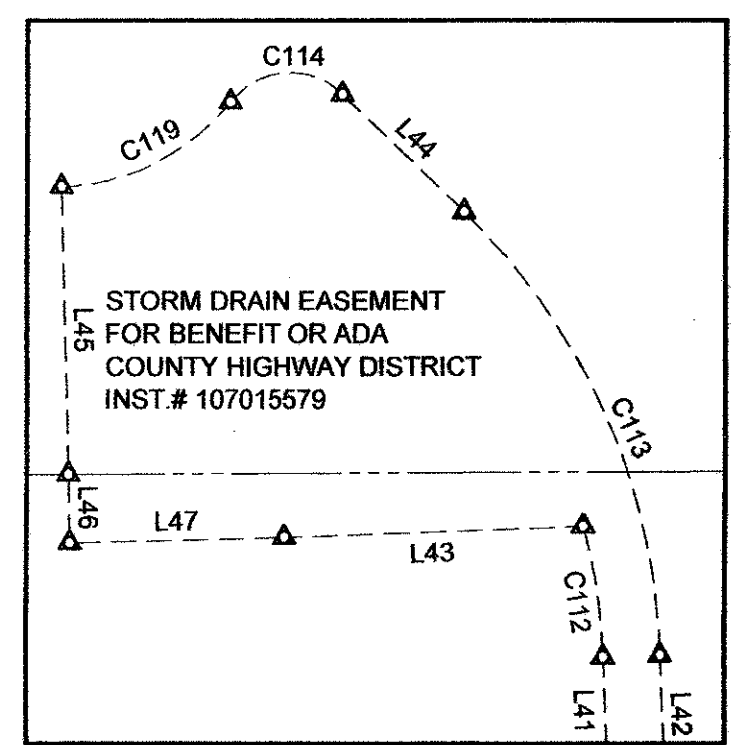 C114
C119
L44
L45
STORM DRAIN EASEMENT
FOR BENEFIT OR ADA
COUNTY HIGHWAY DISTRICT
INST.# 107015579
C113
L46
L47
L43
C112
L41
L42